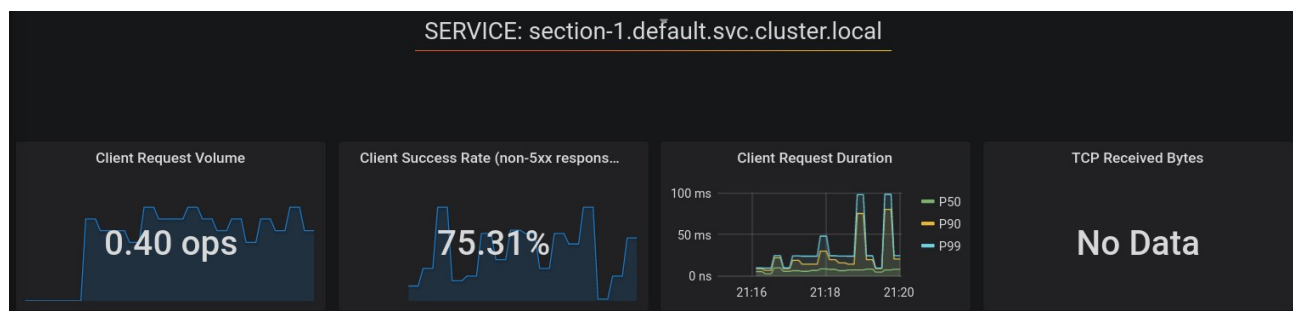 SERVICE: section-1.default.svc.cluster.local
Client Request Volume
0.40 ops
Client Success Rate (non-5xx respons...
75.31%
Client Request Duration
100 ms
50 ms
0 ns
21:16
21:18
21:20
P50
P90
P99
TCP Received Bytes
No Data